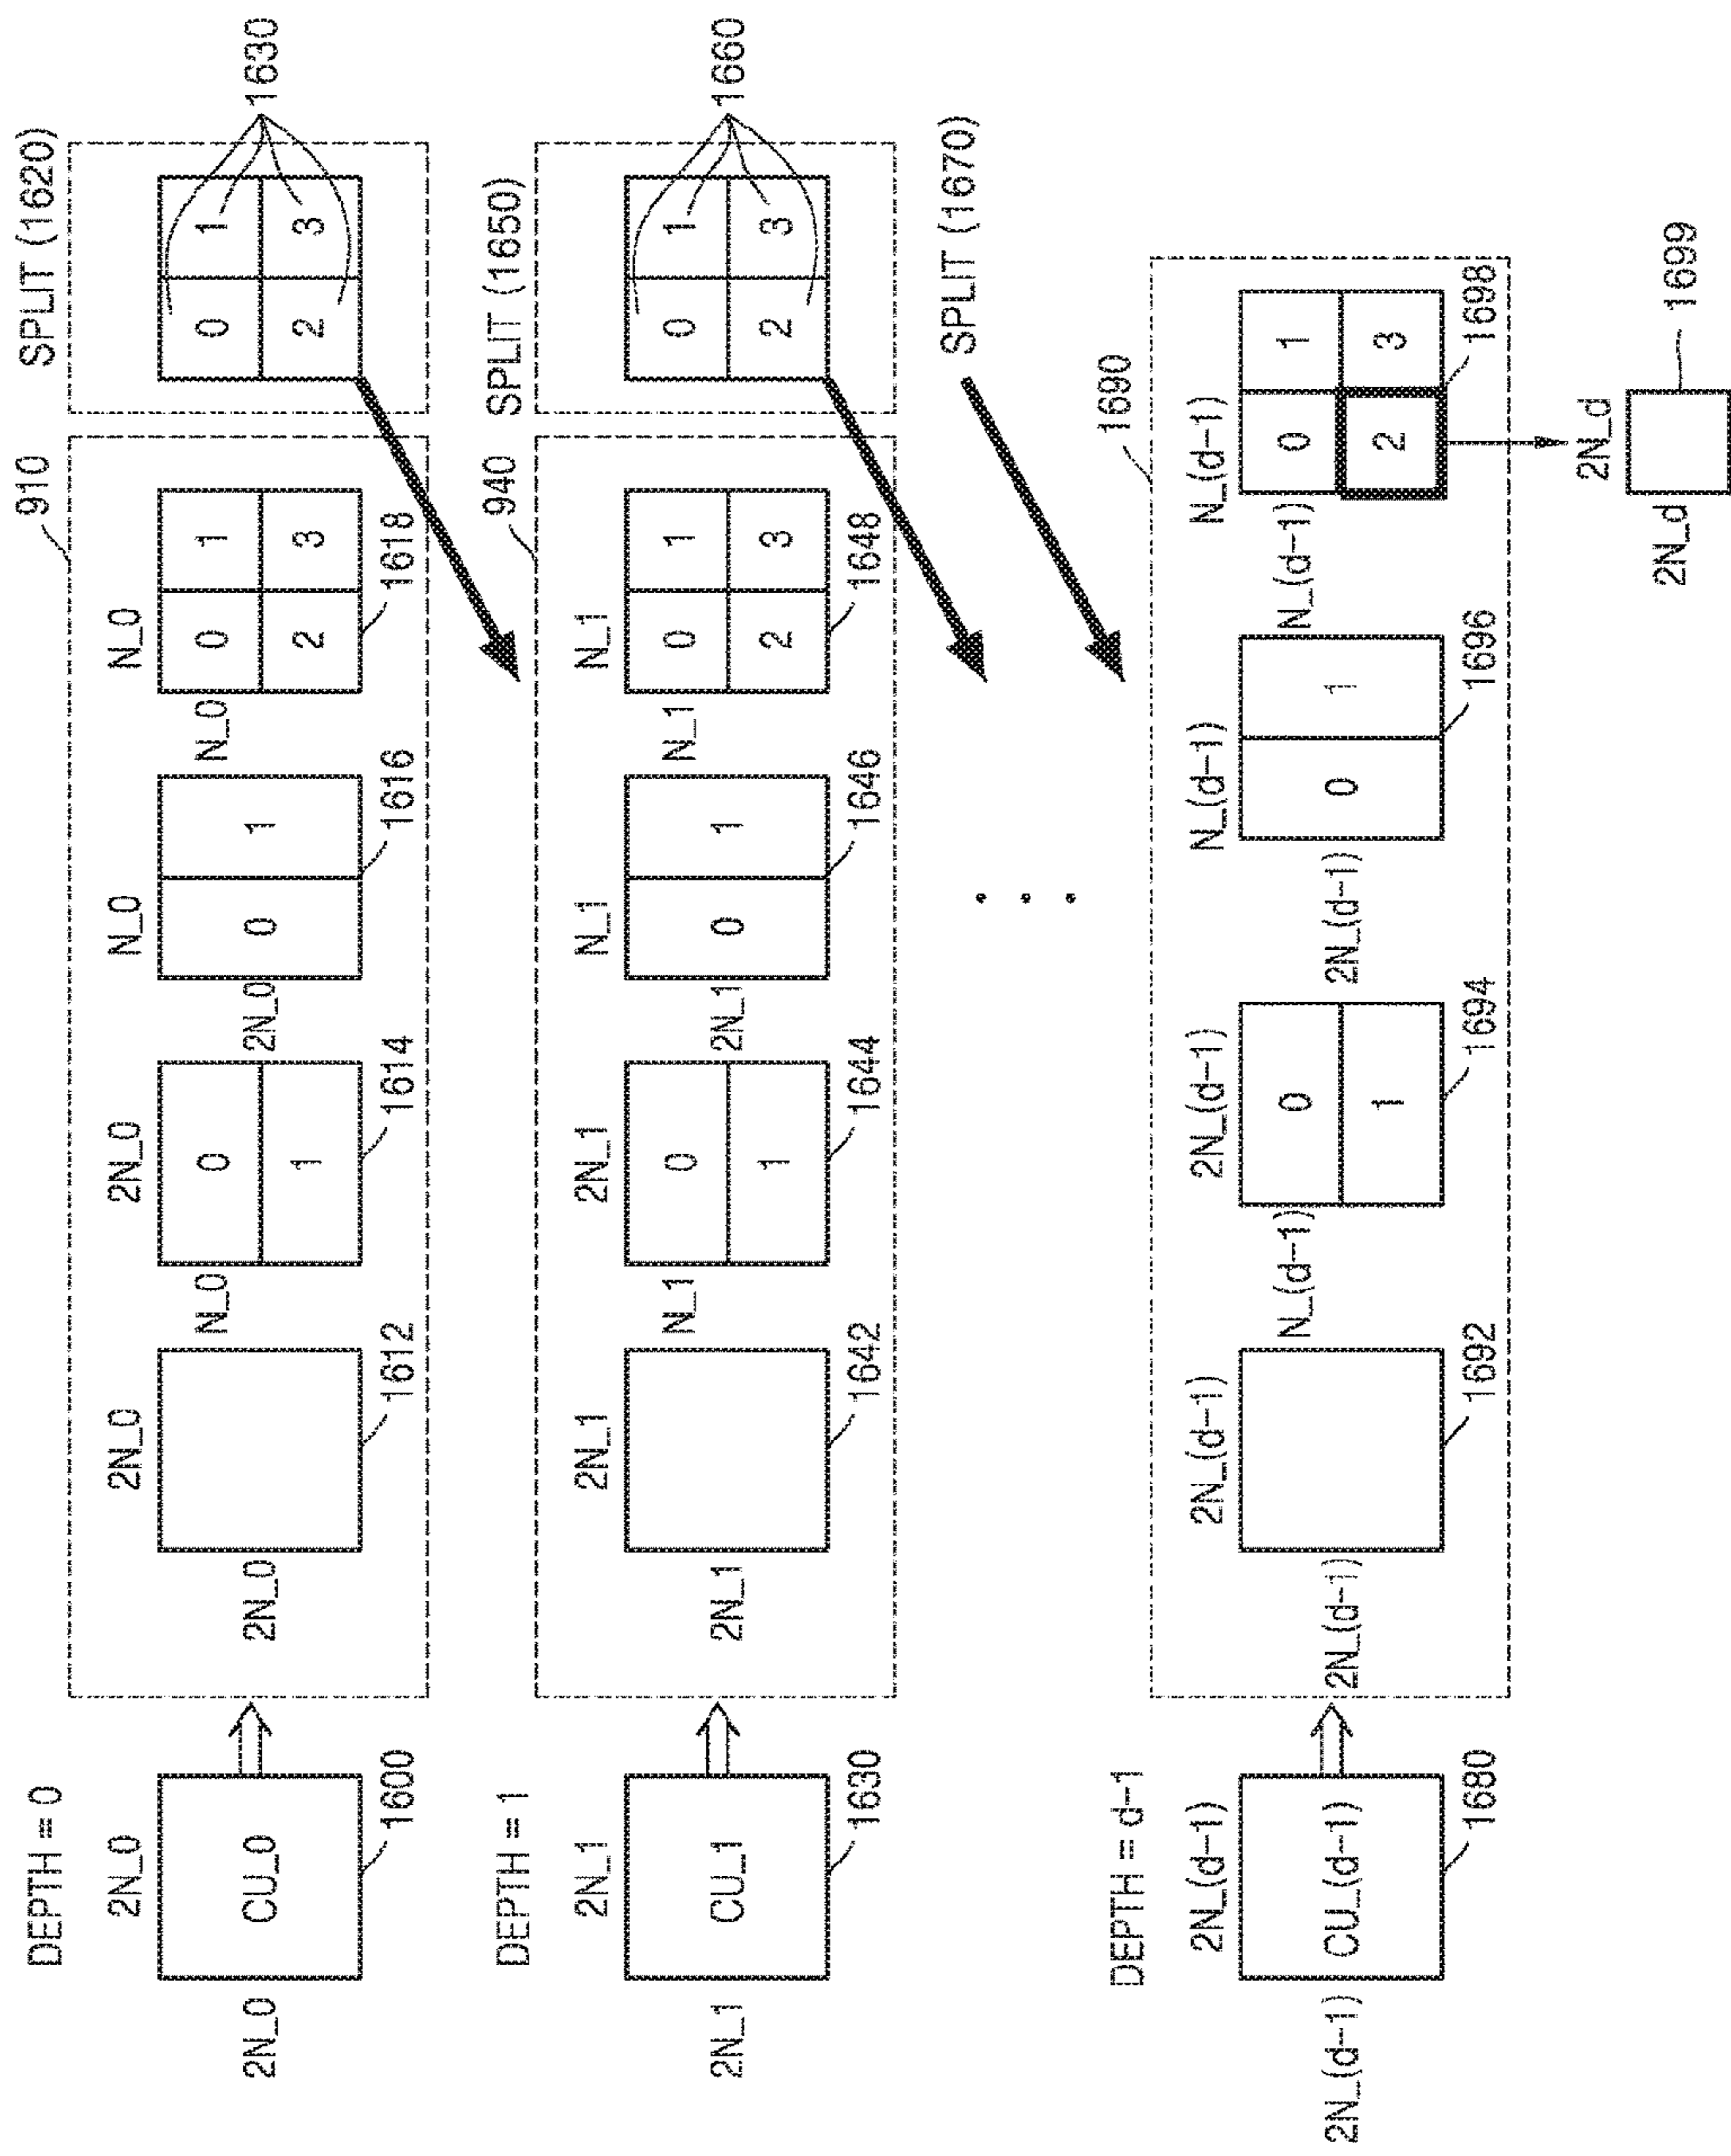 DEPTH = 0
2N_0
2N_0
CU_0
1600
910
2N_0
2N_0
1612
2N_0
N_0
0
1
1614
N_0
2N_0
0
1
1616
N_0
N_0
0
1
2
3
1618
SPLIT (1620)
0
1
2
3
1630
DEPTH = 1
2N_1
2N_1
CU_1
1630
940
2N_1
2N_1
1642
2N_1
N_1
0
1
1644
N_1
2N_1
0
1
1646
N_1
N_1
0
1
2
3
1648
SPLIT (1650)
0
1
2
3
1660
SPLIT (1670)
DEPTH = d-1
2N_(d-1)
2N_(d-1)
CU_(d-1)
1680
1690
2N_(d-1)
2N_(d-1)
1692
2N_(d-1)
N_(d-1)
0
1
1694
N_(d-1)
2N_(d-1)
0
1
1696
N_(d-1)
N_(d-1)
0
1
2
3
1698
2N_d
2N_d
1699